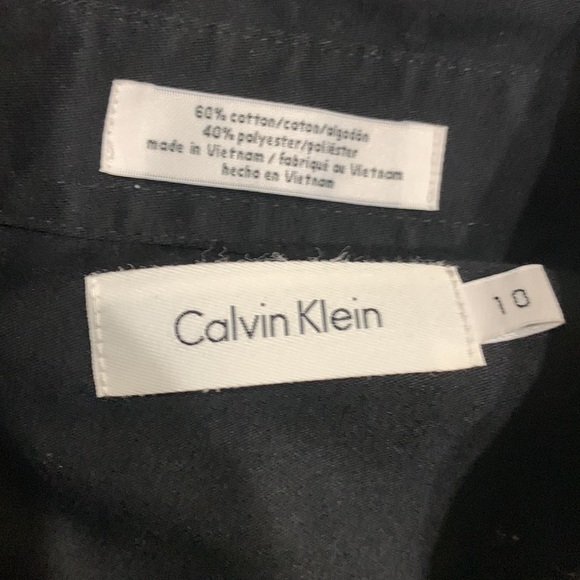 60% cotton/coton/algodón
40% polyester/poliéster
made in Vietnam / fabriqué au Vietnam
hecho en Vietnam
Calvin Klein
10